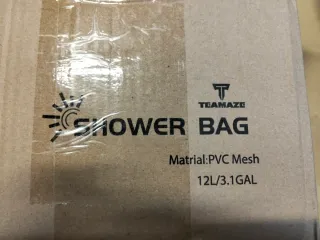 TEAMAZE
SHOWER BAG
Matrial:PVC Mesh
12L/3.1GAL